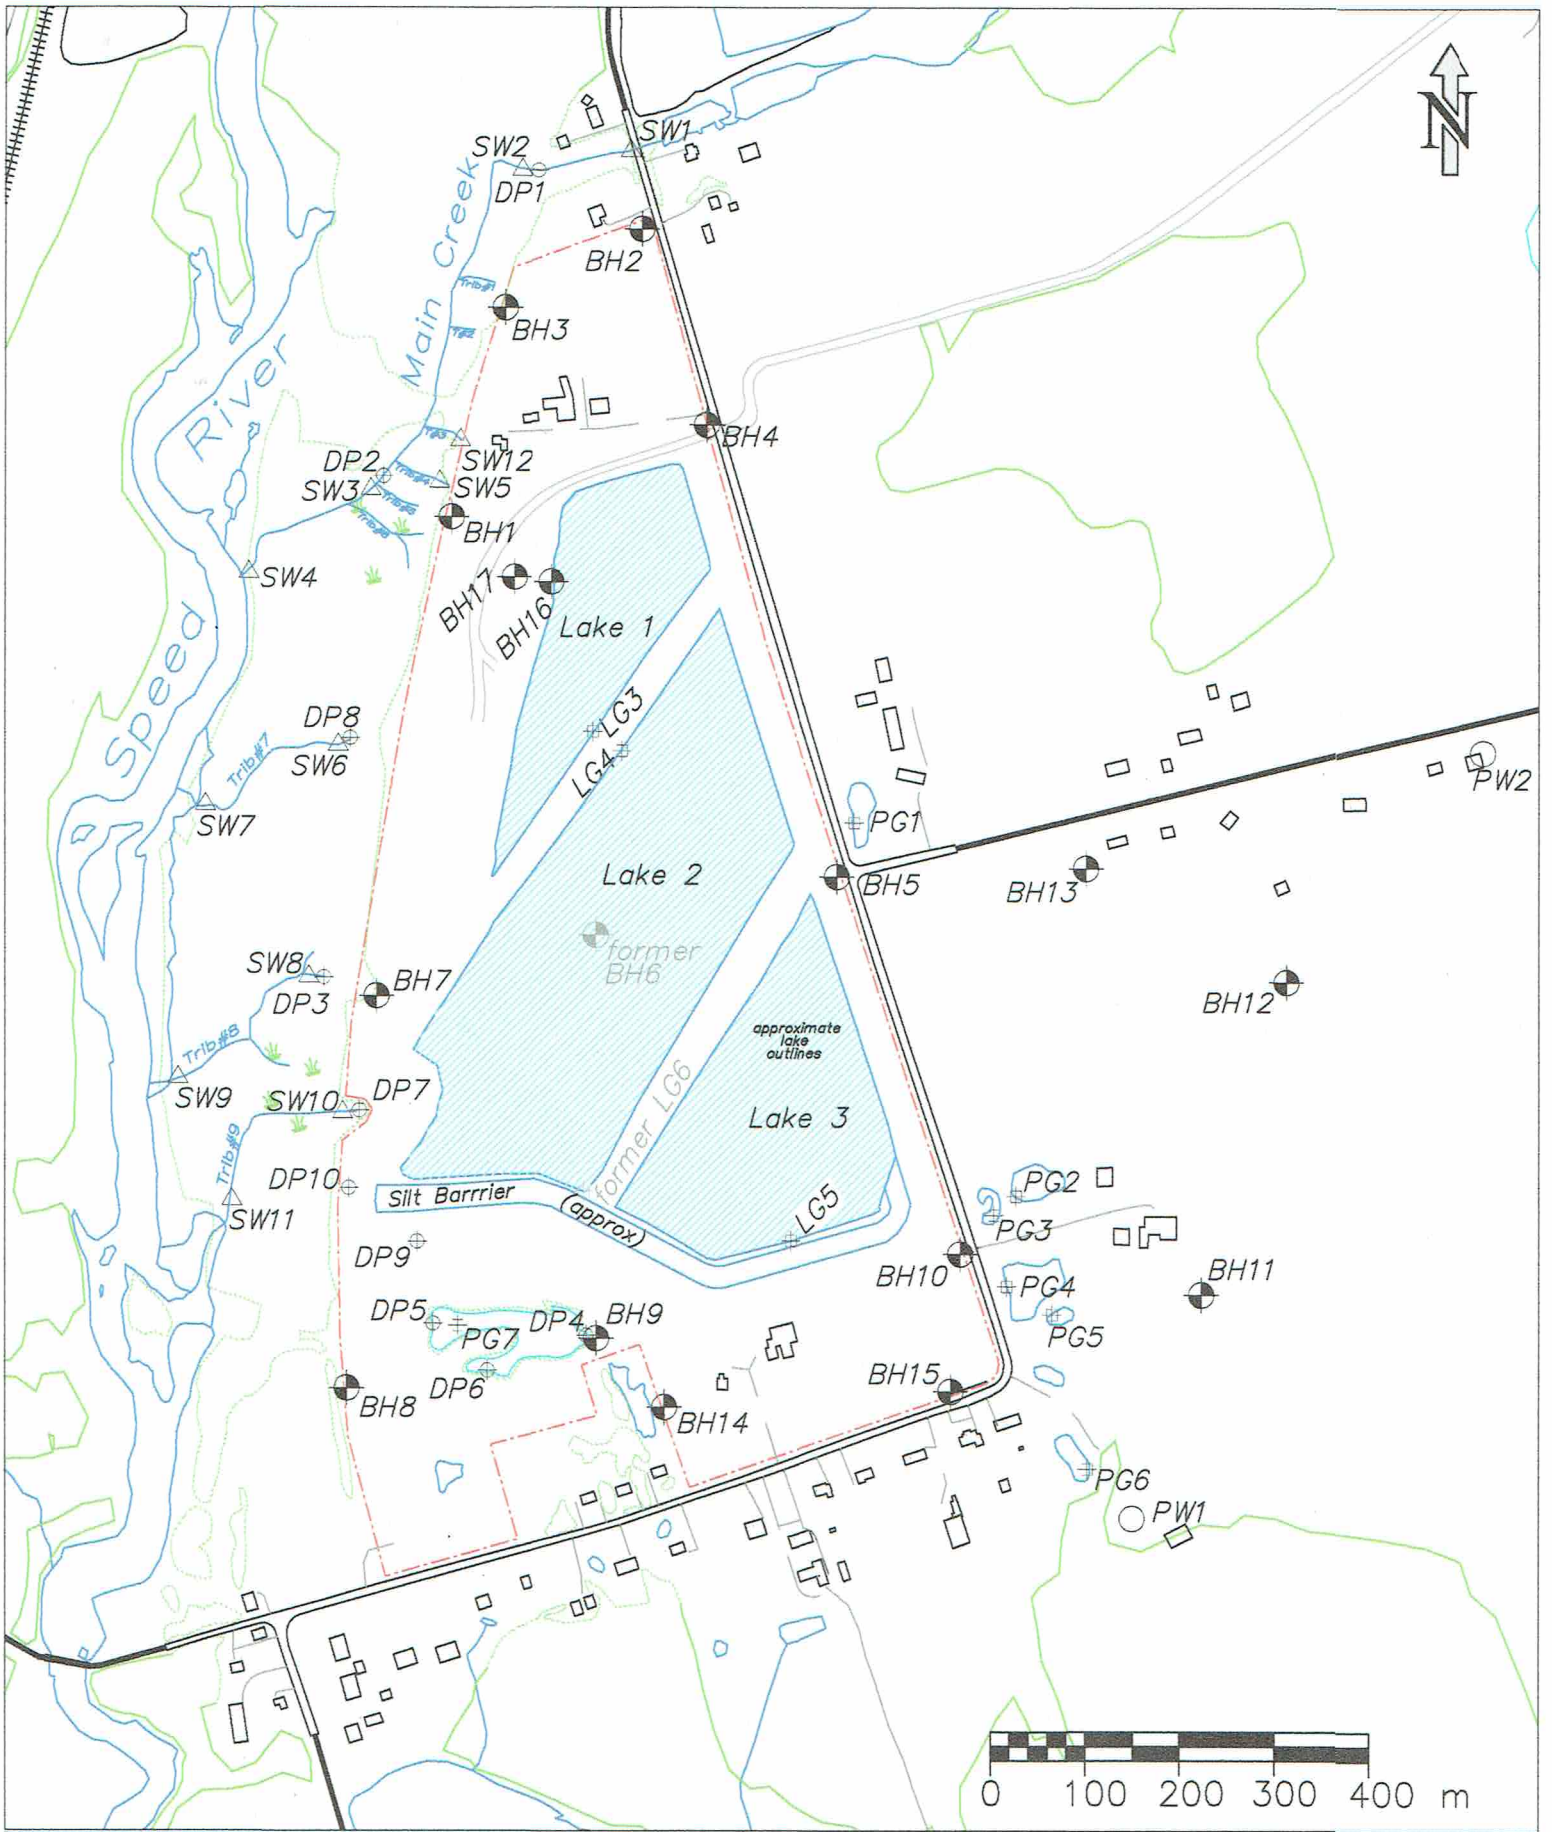 N
SW1
SW2
DP1
Main Creek
BH2
Trib#1
BH3
Trib#2
River
BH4
Trib#3
SW12
DP2
Trib#4
SW3
SW5
Trib#5
BH1
Trib#6
SW4
BH17
BH16
Lake 1
Speed
LG3
DP8
LG4
SW6
Trib#7
PW2
SW7
PG1
Lake 2
BH5
BH13
former
BH6
SW8
BH7
DP3
BH12
approximate
lake
outlines
Trib#8
former LG6
SW9
SW10
DP7
Lake 3
Trib#9
DP10
Silt Barrrier
(approx)
PG2
SW11
LG5
PG3
DP9
BH10
PG4
BH11
DP5
PG7
DP4
BH9
PG5
DP6
BH15
BH8
BH14
PG6
PW1
0 100 200 300 400 m